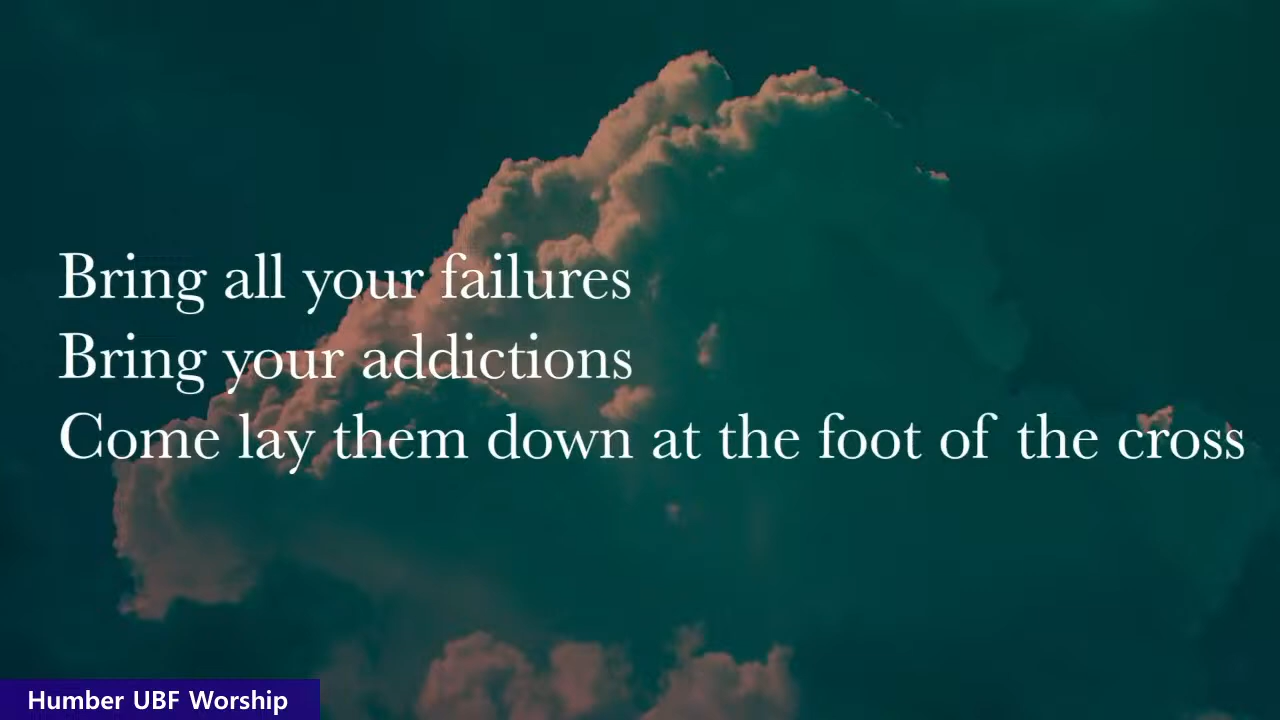 Bring all your failures
Bring your addictions
Come lay them down at the foot of the cross
Humber UBF Worship